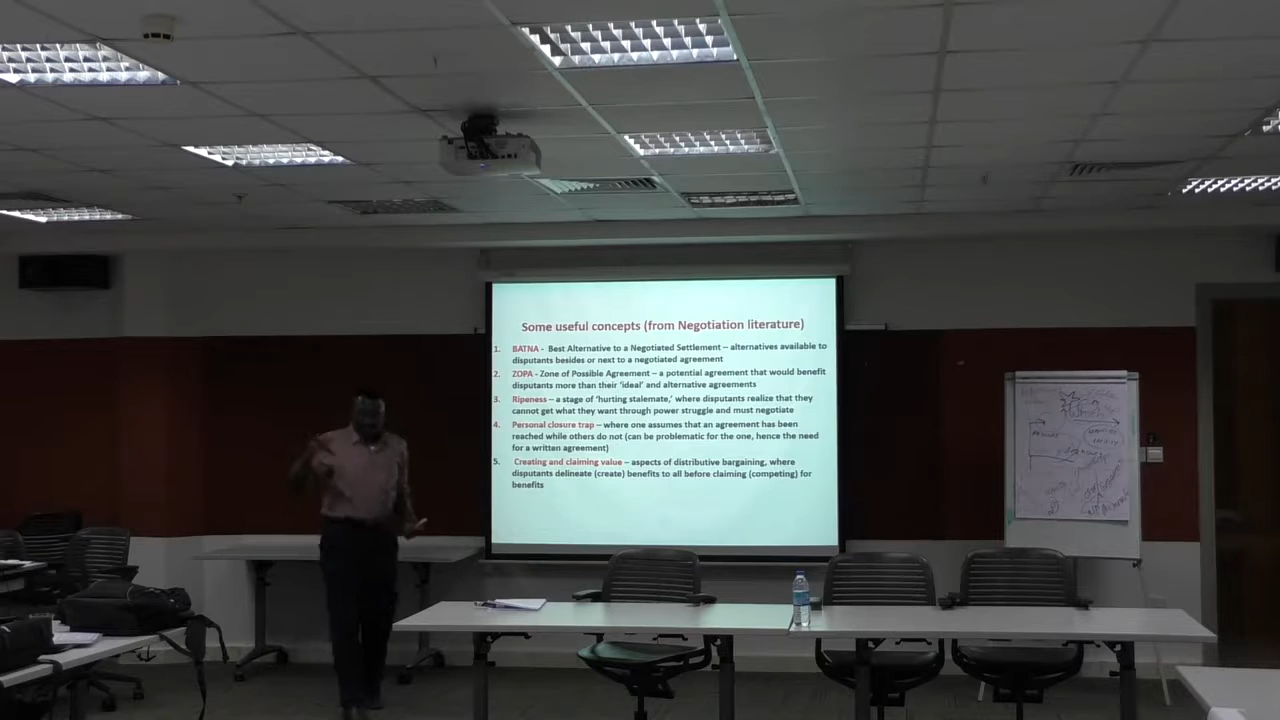 Some useful concepts (from Negotiation literature)
1. BATNA - Best Alternative to a Negotiated Settlement – alternatives available to
disputants besides or next to a negotiated agreement
2. ZOPA - Zone of Possible Agreement – a potential agreement that would benefit
disputants more than their 'ideal' and alternative agreements
3. Ripeness – a stage of 'hurting stalemate,' where disputants realize that they
cannot get what they want through power struggle and must negotiate
4. Personal closure trap – where one assumes that an agreement has been
reached while others do not (can be problematic for the one, hence the need
for a written agreement)
5. Creating and claiming value – aspects of distributive bargaining, where
disputants delineate (create) benefits to all before claiming (competing) for
benefits